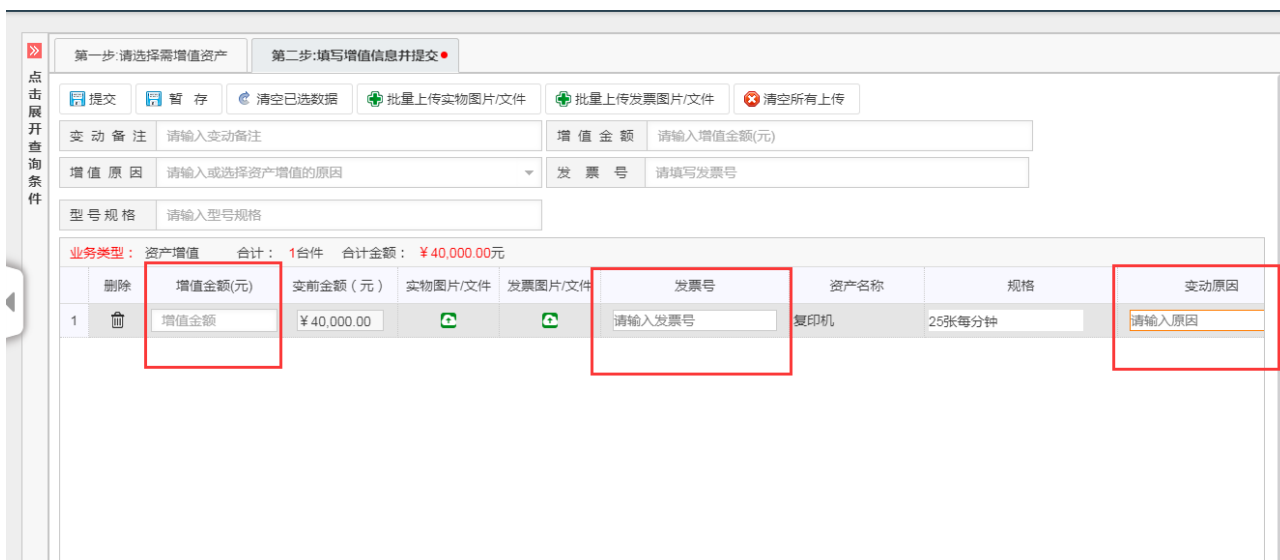 第一步:请选择需增值资产 第二步:填写增值信息并提交
点击展开查询条件
提交 暂 存 清空已选数据 批量上传实物图片/文件 批量上传发票图片/文件 清空所有上传
变动备注 请输入变动备注 增值金额 请输入增值金额(元)
增值原因 请输入或选择资产增值的原因 发 票 号 请填写发票号
型号规格 请输入型号规格
业务类型： 资产增值 合计： 1台件 合计金额： ￥40,000.00元
删除 增值金额(元) 变前金额（元） 实物图片/文件 发票图片/文件 发票号 资产名称 规格 变动原因
1 增值金额 ￥40,000.00 请输入发票号 复印机 25张每分钟 请输入原因